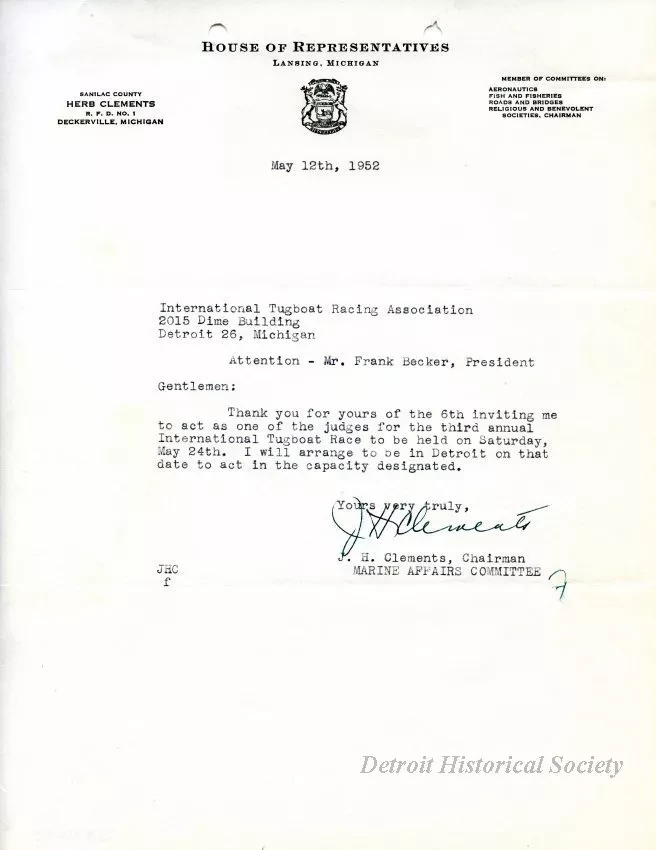 HOUSE OF REPRESENTATIVES
LANSING, MICHIGAN
SANILAC COUNTY
HERB CLEMENTS
R. F. D. NO. 1
DECKERVILLE, MICHIGAN
MEMBER OF COMMITTEES ON:
AERONAUTICS
FISH AND FISHERIES
ROADS AND BRIDGES
RELIGIOUS AND BENEVOLENT
SOCIETIES, CHAIRMAN
May 12th, 1952
International Tugboat Racing Association
2015 Dime Building
Detroit 26, Michigan
Attention - Mr. Frank Becker, President
Gentlemen:
Thank you for yours of the 6th inviting me
to act as one of the judges for the third annual
International Tugboat Race to be held on Saturday,
May 24th. I will arrange to be in Detroit on that
date to act in the capacity designated.
Yours very truly,
J H Clements
J. H. Clements, Chairman
MARINE AFFAIRS COMMITTEE
JHC
f
Detroit Historical Society